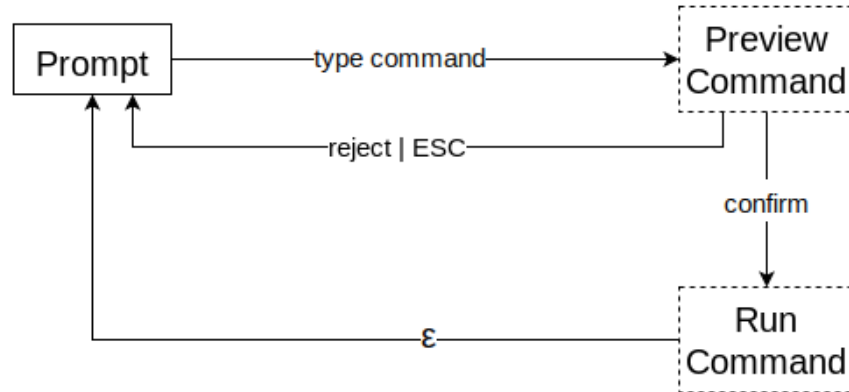 Prompt
type command
Preview
Command
reject | ESC
confirm
Run
Command
ε